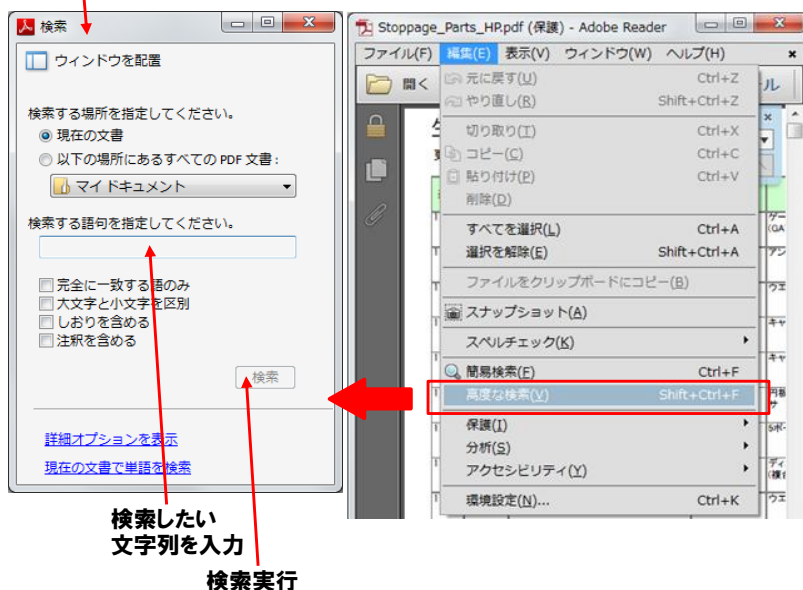 検索
ウィンドウを配置
検索する場所を指定してください。
現在の文書
以下の場所にあるすべての PDF 文書:
マイ ドキュメント
検索する語句を指定してください。
完全に一致する語のみ
大文字と小文字を区別
しおりを含める
注釈を含める
検索
詳細オプションを表示
現在の文書で単語を検索
検索したい
文字列を入力
検索実行
Stoppage_Parts_HP.pdf (保護) - Adobe Reader
ファイル(F) 編集(E) 表示(V) ウィンドウ(W) ヘルプ(H)
開く
元に戻す(U) Ctrl+Z
やり直し(R) Shift+Ctrl+Z
切り取り(T) Ctrl+X
コピー(C) Ctrl+C
貼り付け(P) Ctrl+V
削除(D)
すべてを選択(L) Ctrl+A
選択を解除(E) Shift+Ctrl+A
ファイルをクリップボードにコピー(B)
スナップショット(A)
スペルチェック(K)
簡易検索(F) Ctrl+F
高度な検索(V) Shift+Ctrl+F
保護(I)
分析(S)
アクセシビリティ(Y)
環境設定(N)... Ctrl+K